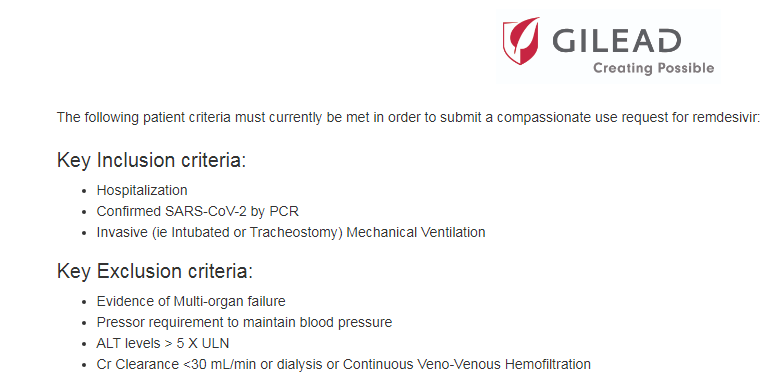 GILEAD
Creating Possible
The following patient criteria must currently be met in order to submit a compassionate use request for remdesivir:
Key Inclusion criteria:
• Hospitalization
• Confirmed SARS-CoV-2 by PCR
• Invasive (ie Intubated or Tracheostomy) Mechanical Ventilation
Key Exclusion criteria:
• Evidence of Multi-organ failure
• Pressor requirement to maintain blood pressure
• ALT levels > 5 X ULN
• Cr Clearance <30 mL/min or dialysis or Continuous Veno-Venous Hemofiltration